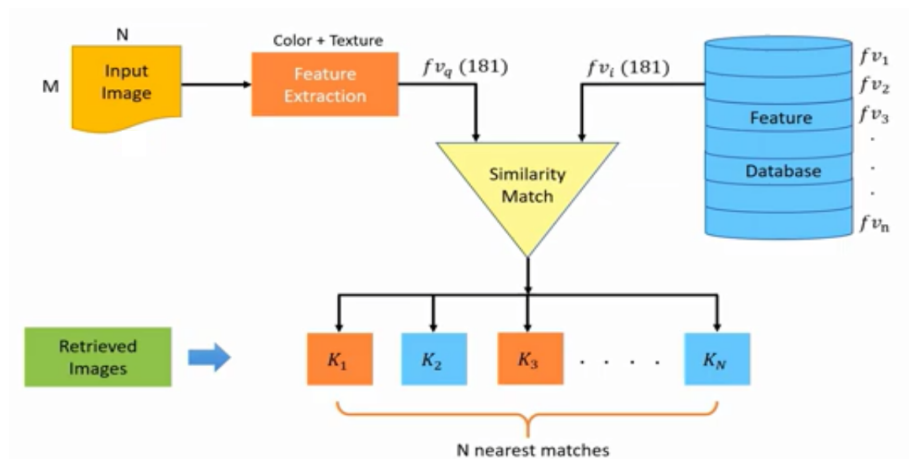 N
M
Input
Image
Color + Texture
Feature
Extraction
fv_q (181)
fv_i (181)
Feature
Database
fv_1
fv_2
fv_3
.
.
.
fv_n
Similarity
Match
Retrieved
Images
K_1
K_2
K_3
. . . .
K_N
N nearest matches